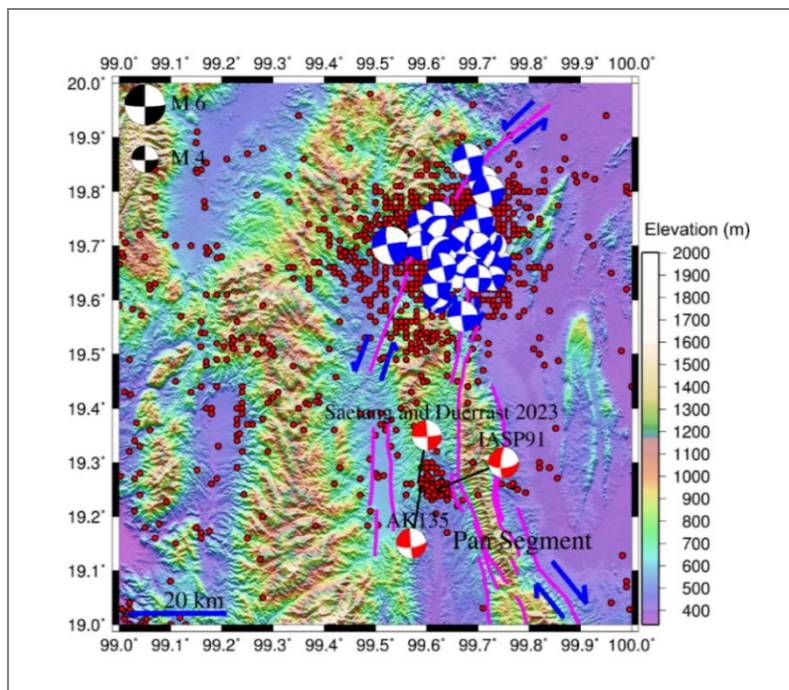 99.0° 99.1° 99.2° 99.3° 99.4° 99.5° 99.6° 99.7° 99.8° 99.9° 100.0°
20.0°
M 6
19.9°
M 4
19.8°
19.7°
19.6°
19.5°
19.4°
19.3°
19.2°
19.1°
19.0°
Saetung and Duerrast 2023
IASP91
AK135
Pan Segment
20 km
99.0° 99.1° 99.2° 99.3° 99.4° 99.5° 99.6° 99.7° 99.8° 99.9° 100.0°
Elevation (m)
2000
1900
1800
1700
1600
1500
1400
1300
1200
1100
1000
900
800
700
600
500
400